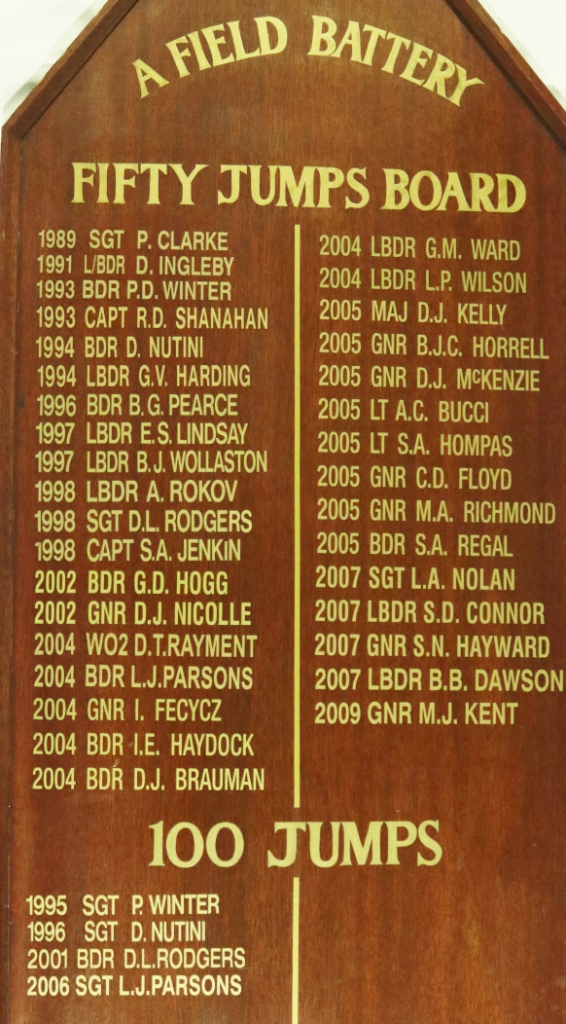 A FIELD BATTERY
FIFTY JUMPS BOARD
1989 SGT P. CLARKE
1991 L/BDR D. INGLEBY
1993 BDR P.D. WINTER
1993 CAPT R.D. SHANAHAN
1994 BDR D. NUTINI
1994 LBDR G.V. HARDING
1996 BDR B.G. PEARCE
1997 LBDR E.S. LINDSAY
1997 LBDR B.J. WOLLASTON
1998 LBDR A. ROKOV
1998 SGT D.L. RODGERS
1998 CAPT S.A. JENKIN
2002 BDR G.D. HOGG
2002 GNR D.J. NICOLLE
2004 WO2 D.T.RAYMENT
2004 BDR L.J.PARSONS
2004 GNR I. FECYCZ
2004 BDR I.E. HAYDOCK
2004 BDR D.J. BRAUMAN
2004 LBDR G.M. WARD
2004 LBDR L.P. WILSON
2005 MAJ D.J. KELLY
2005 GNR B.J.C. HORRELL
2005 GNR D.J. McKENZIE
2005 LT A.C. BUCCI
2005 LT S.A. HOMPAS
2005 GNR C.D. FLOYD
2005 GNR M.A. RICHMOND
2005 BDR S.A. REGAL
2007 SGT L.A. NOLAN
2007 LBDR S.D. CONNOR
2007 GNR S.N. HAYWARD
2007 LBDR B.B. DAWSON
2009 GNR M.J. KENT
100 JUMPS
1995 SGT P. WINTER
1996 SGT D. NUTINI
2001 BDR D.L.RODGERS
2006 SGT L.J.PARSONS